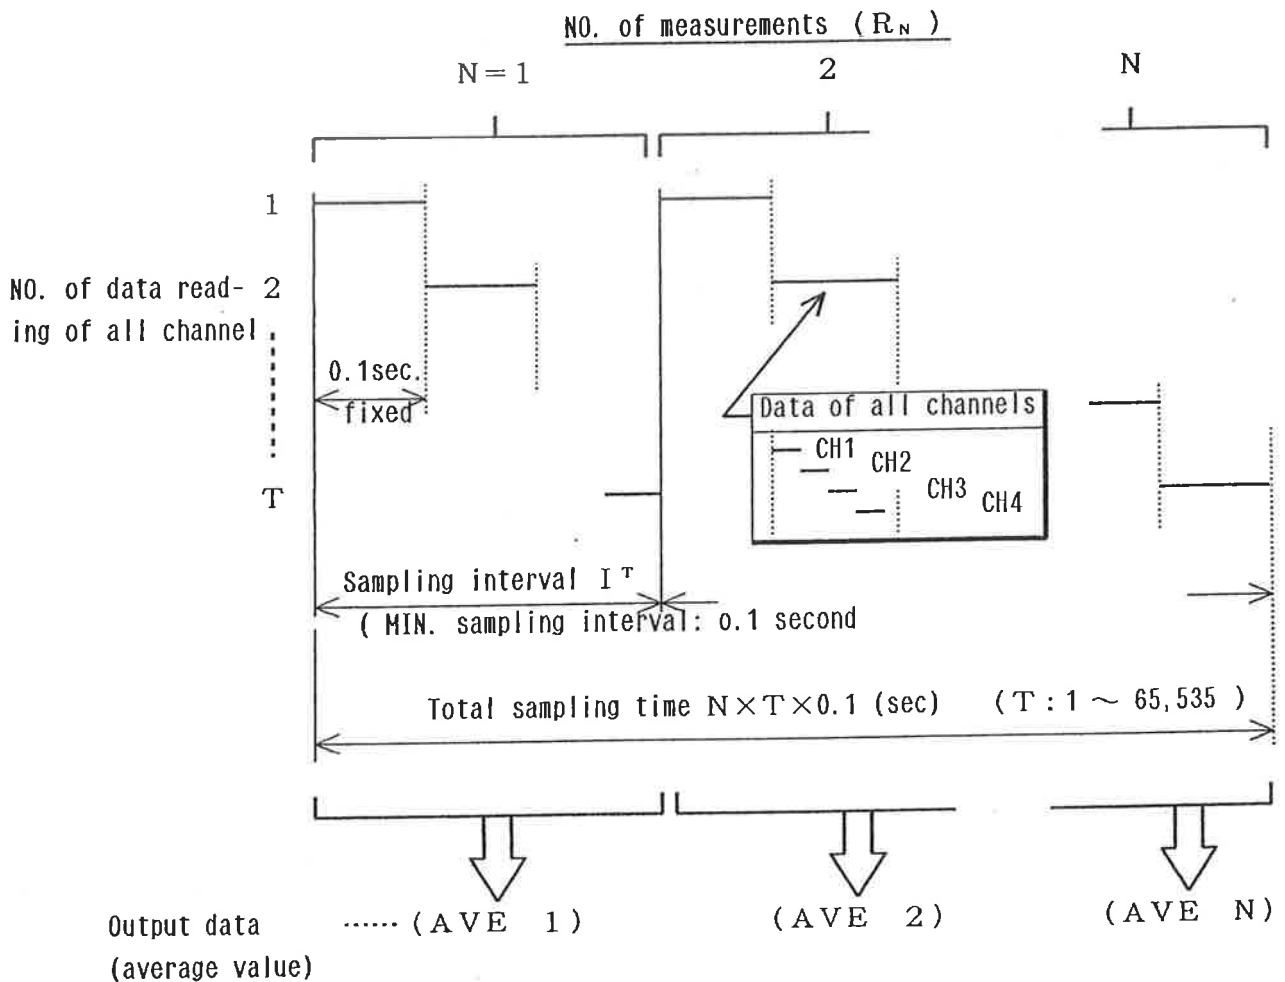 NO. of measurements (R_N)
N=1
2
N
1
NO. of data read- 2
ing of all channel
0.1sec.
fixed
Data of all channels
CH1
CH2
CH3
CH4
T
Sampling interval I^T
( MIN. sampling interval: 0.1 second
Total sampling time N×T×0.1 (sec) (T:1 ~ 65,535 )
Output data ...... (AVE 1) (AVE 2) (AVE N)
(average value)